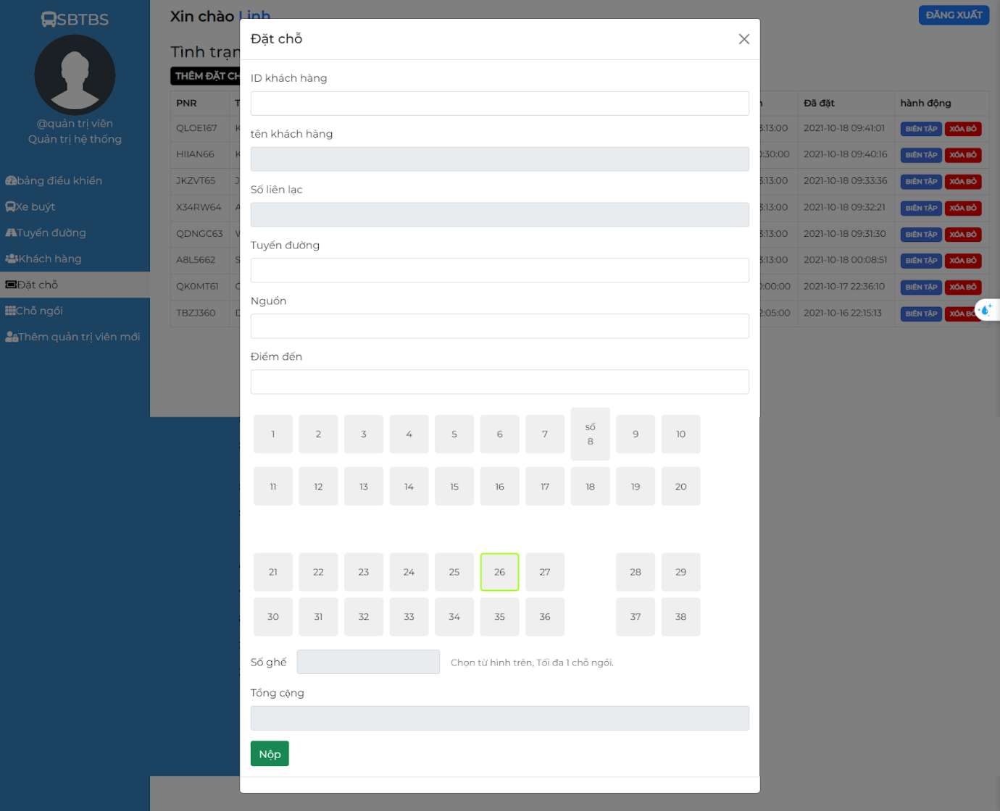 SBTBS
@quản trị viên
Quản trị hệ thống
bảng điều khiển
Xe buýt
Tuyến đường
Khách hàng
Đặt chỗ
Chỗ ngồi
Thêm quản trị viên mới
Xin chào Linh
ĐĂNG XUẤT
Tình trạn
THÊM ĐẶT CH
PNR T Đã đặt hành động
QLOE167 K 3:13:00 2021-10-18 09:41:01 BIÊN TẬP XÓA BỎ
HIIAN66 K 0:30:00 2021-10-18 09:40:16 BIÊN TẬP XÓA BỎ
JKZVT65 J 3:13:00 2021-10-18 09:33:36 BIÊN TẬP XÓA BỎ
X34RW64 A 3:13:00 2021-10-18 09:32:21 BIÊN TẬP XÓA BỎ
QDNGC63 V 3:13:00 2021-10-18 09:31:30 BIÊN TẬP XÓA BỎ
A8L5662 S 3:13:00 2021-10-18 00:08:51 BIÊN TẬP XÓA BỎ
QK0MT61 0:00:00 2021-10-17 22:36:10 BIÊN TẬP XÓA BỎ
TBZJ360 2:05:00 2021-10-16 22:15:13 BIÊN TẬP XÓA BỎ
Đặt chỗ
ID khách hàng
tên khách hàng
Số liên lạc
Tuyến đường
Nguồn
Điểm đến
1 2 3 4 5 6 7 số 8 9 10
11 12 13 14 15 16 17 18 19 20
21 22 23 24 25 26 27 28 29
30 31 32 33 34 35 36 37 38
Số ghế Chọn từ hình trên, Tối đa 1 chỗ ngồi.
Tổng cộng
Nộp